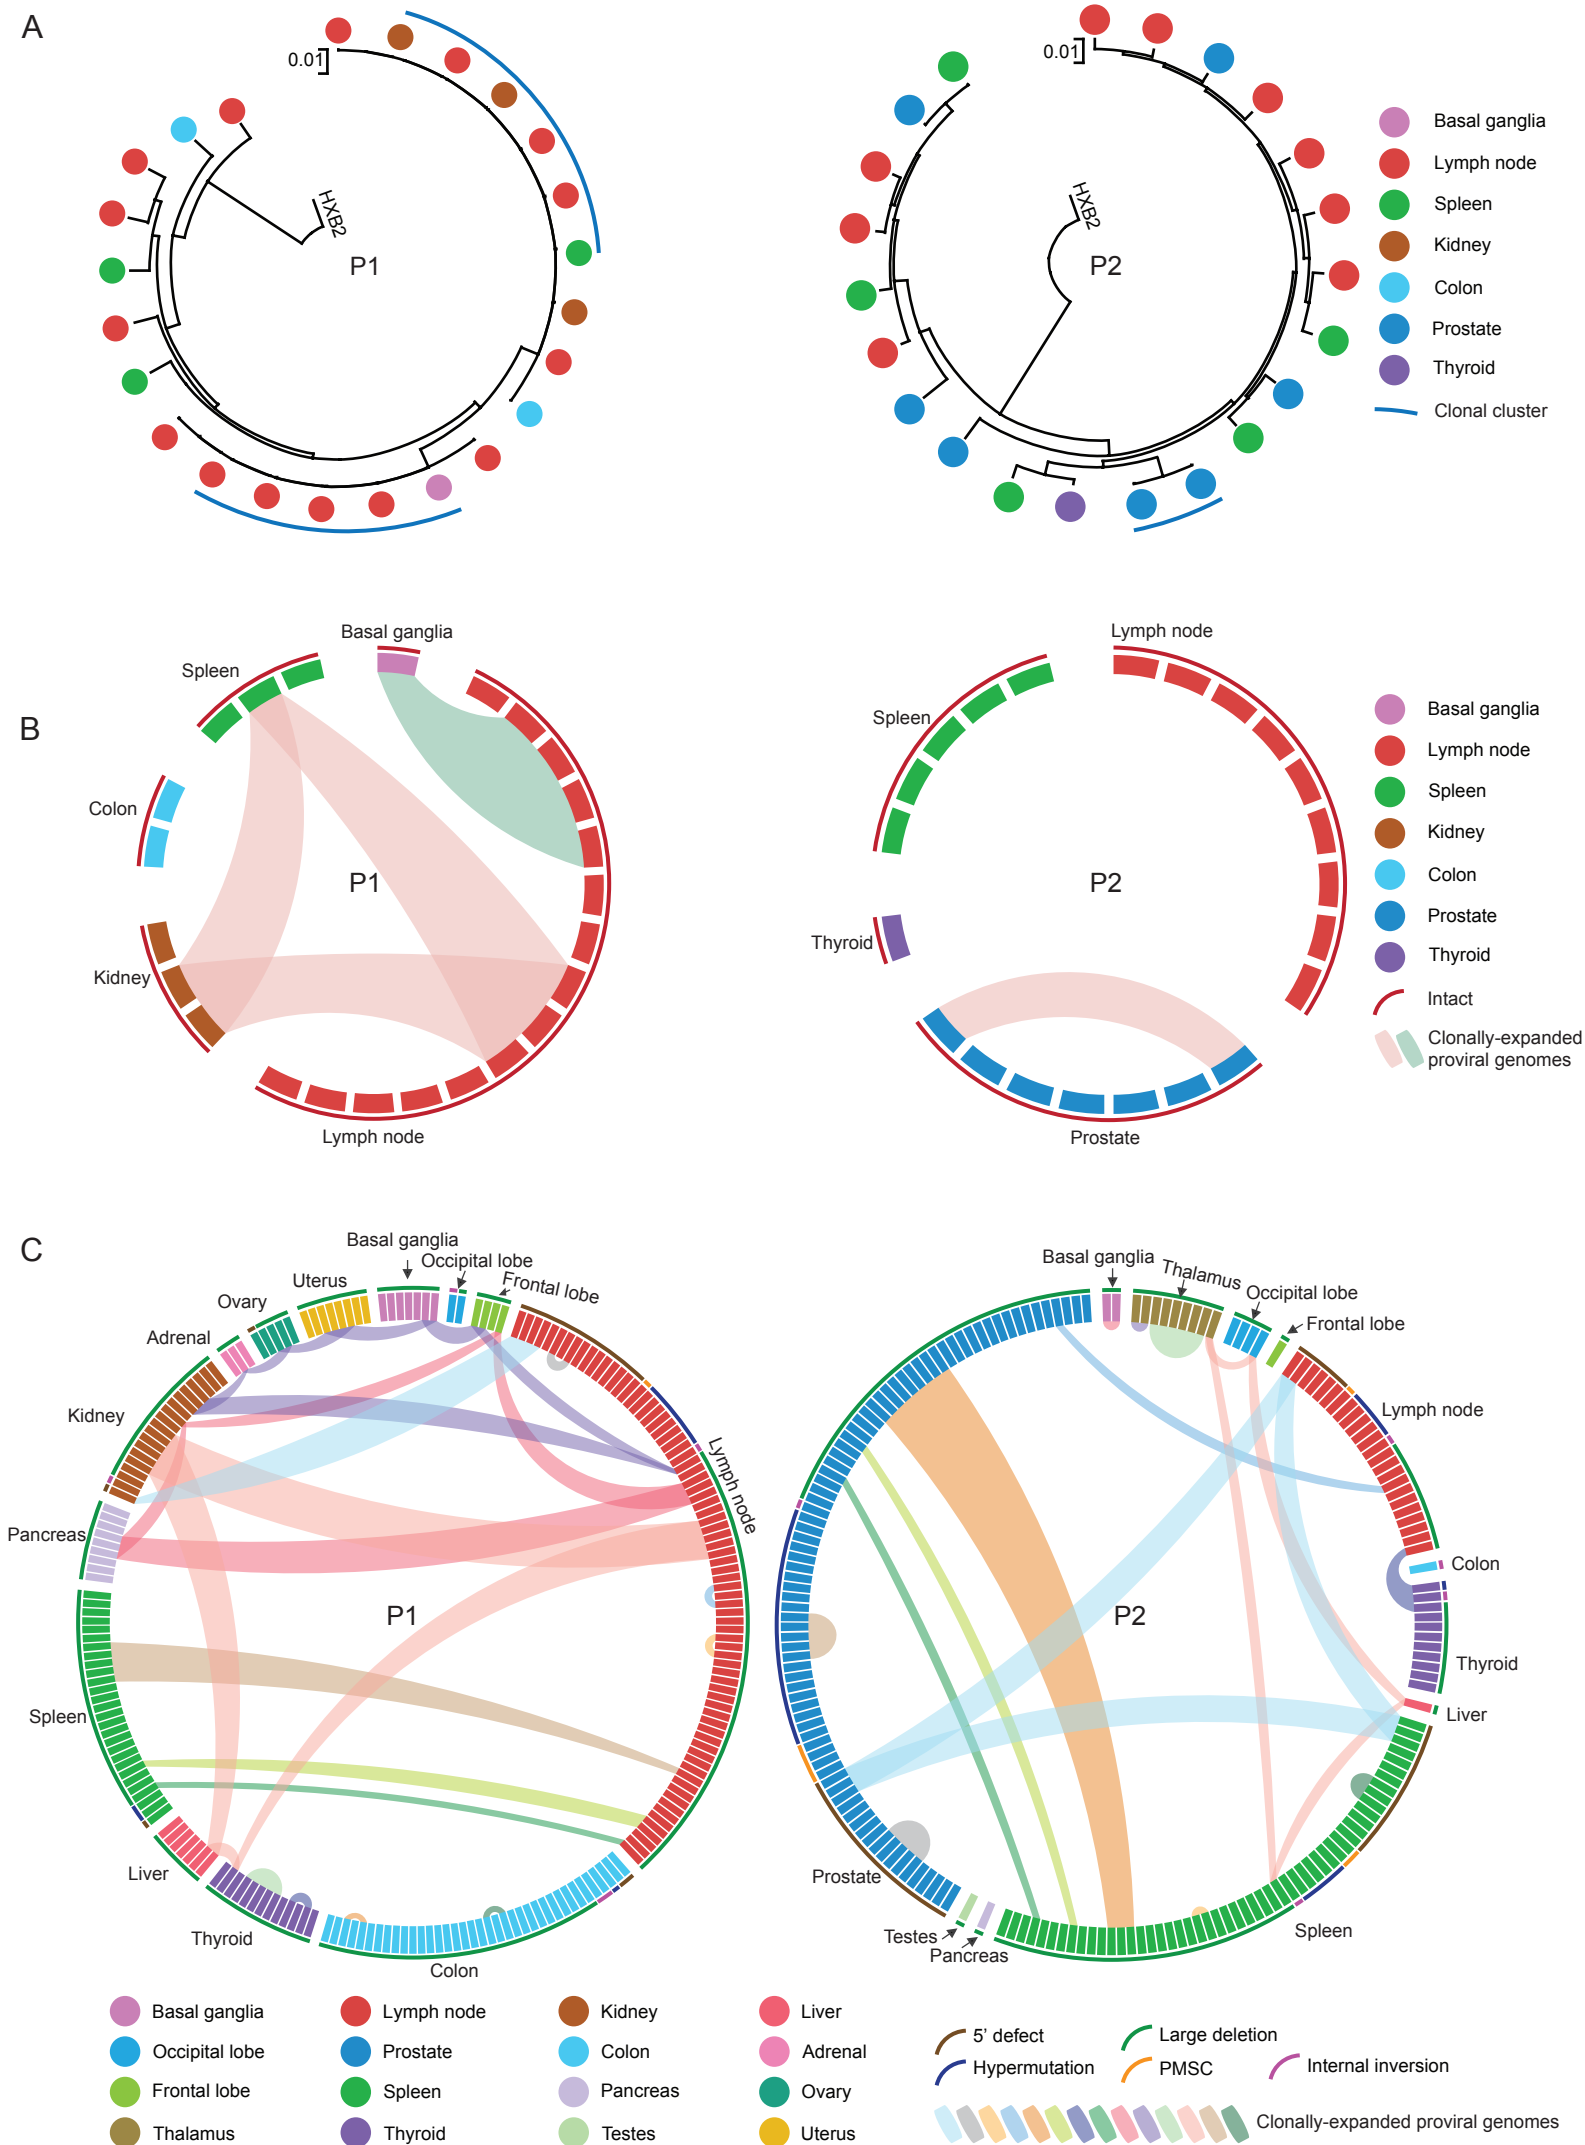 A
0.01
HXB2
P1
0.01
HXB2
P2
Basal ganglia
Lymph node
Spleen
Kidney
Colon
Prostate
Thyroid
Clonal cluster
B
Basal ganglia
Spleen
Colon
P1
Kidney
Lymph node
Lymph node
Spleen
P2
Thyroid
Prostate
Basal ganglia
Lymph node
Spleen
Kidney
Colon
Prostate
Thyroid
Intact
Clonally-expanded
proviral genomes
C
Basal ganglia
Occipital lobe
Frontal lobe
Uterus
Ovary
Adrenal
Kidney
Lymph node
Pancreas
P1
Spleen
Liver
Thyroid
Colon
Basal ganglia
Thalamus
Occipital lobe
Frontal lobe
Lymph node
Colon
P2
Thyroid
Liver
Prostate
Spleen
Testes
Pancreas
Basal ganglia
Lymph node
Kidney
Liver
Occipital lobe
Prostate
Colon
Adrenal
Frontal lobe
Spleen
Pancreas
Ovary
Thalamus
Thyroid
Testes
Uterus
5' defect
Large deletion
Hypermutation
PMSC
Internal inversion
Clonally-expanded proviral genomes